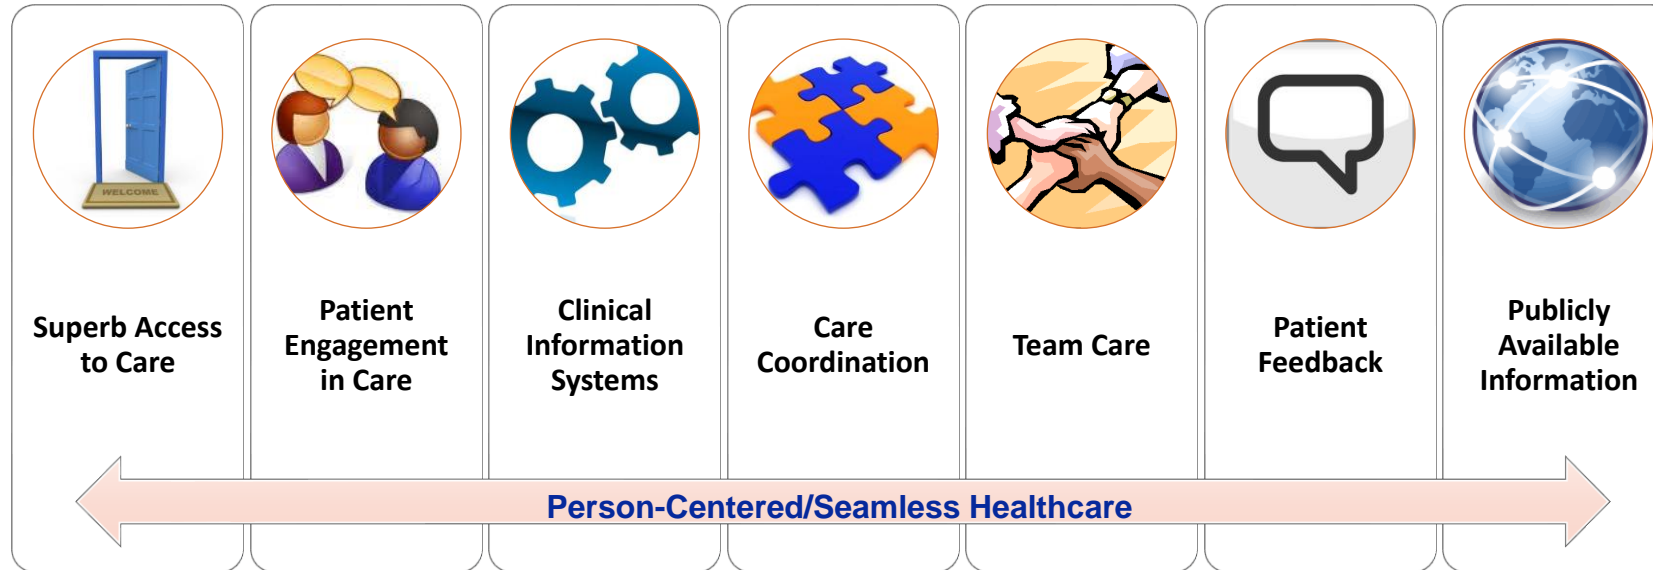 WELCOME
Superb Access
to Care
Patient
Engagement
in Care
Clinical
Information
Systems
Care
Coordination
Team Care
Patient
Feedback
Publicly
Available
Information
Person-Centered/Seamless Healthcare